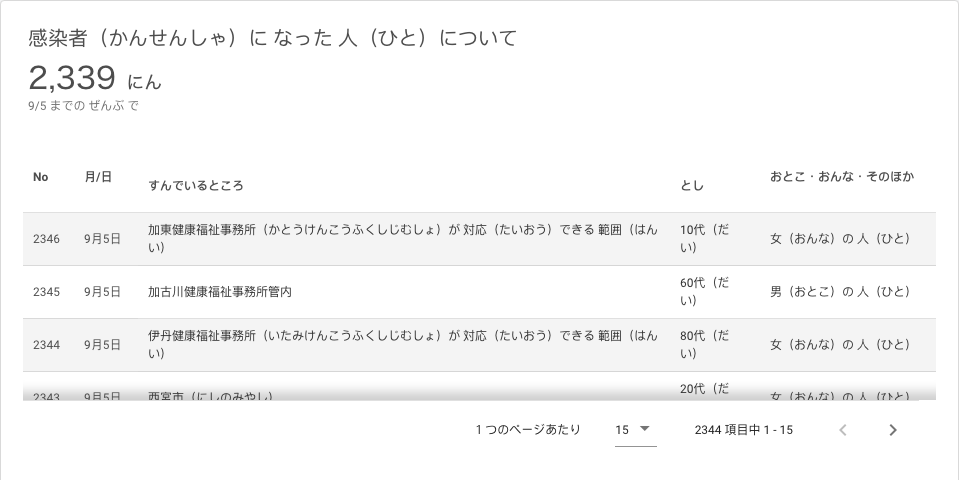 感染者（かんせんしゃ）に なった 人（ひと）について
2,339 にん
9/5 までの ぜんぶ で
No 月/日 すんでいるところ とし おとこ・おんな・そのほか
2346 9月5日 加東健康福祉事務所（かとうけんこうふくしじむしょ）が 対応（たいおう）できる 範囲（はん
い） 10代（だ
い） 女（おんな）の 人（ひと）
2345 9月5日 加古川健康福祉事務所管内 60代（だ
い） 男（おとこ）の 人（ひと）
2344 9月5日 伊丹健康福祉事務所（いたみけんこうふくしじむしょ）が 対応（たいおう）できる 範囲（はん
い） 80代（だ
い） 女（おんな）の 人（ひと）
2343 9月5日 西宮市（にしのみやし） 20代（だ 女（おんな）の 人（ひと）
1 つのページあたり 15 2344 項目中 1 - 15